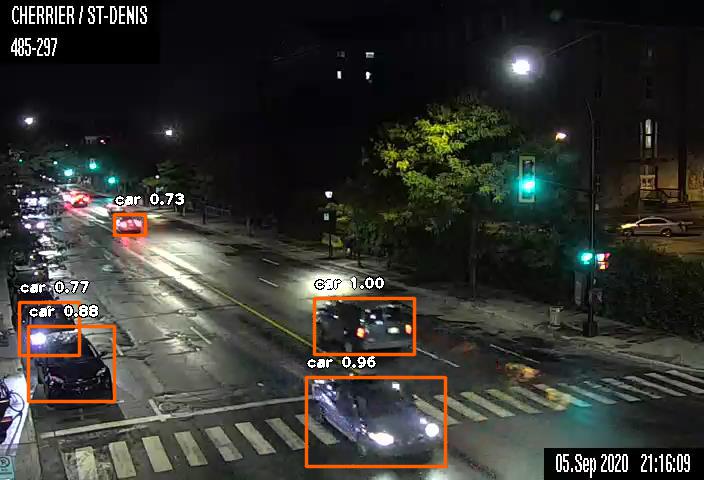 CHERRIER / ST-DENIS
485-297
car 0.73
car 0.77
car 0.88
car 1.00
car 0.96
05.Sep 2020 21:16:09